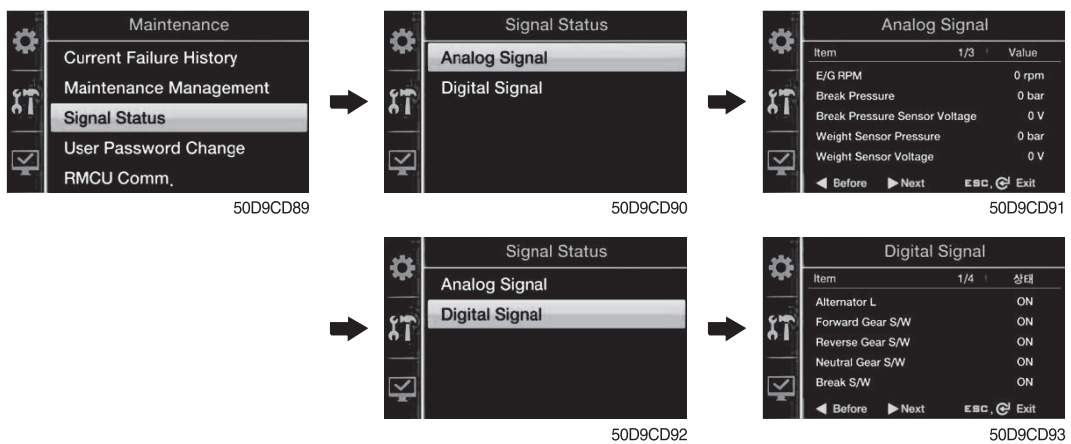 Maintenance
Current Failure History
Maintenance Management
Signal Status
User Password Change
RMCU Comm.
50D9CD89
Signal Status
Analog Signal
Digital Signal
50D9CD90
Analog Signal
Item 1/3 Value
E/G RPM 0 rpm
Break Pressure 0 bar
Break Pressure Sensor Voltage 0 V
Weight Sensor Pressure 0 bar
Weight Sensor Voltage 0 V
◀ Before ▶ Next ESC, Exit
50D9CD91
Signal Status
Analog Signal
Digital Signal
50D9CD92
Digital Signal
Item 1/4 상태
Alternator L ON
Forward Gear S/W ON
Reverse Gear S/W ON
Neutral Gear S/W ON
Break S/W ON
◀ Before ▶ Next ESC, Exit
50D9CD93